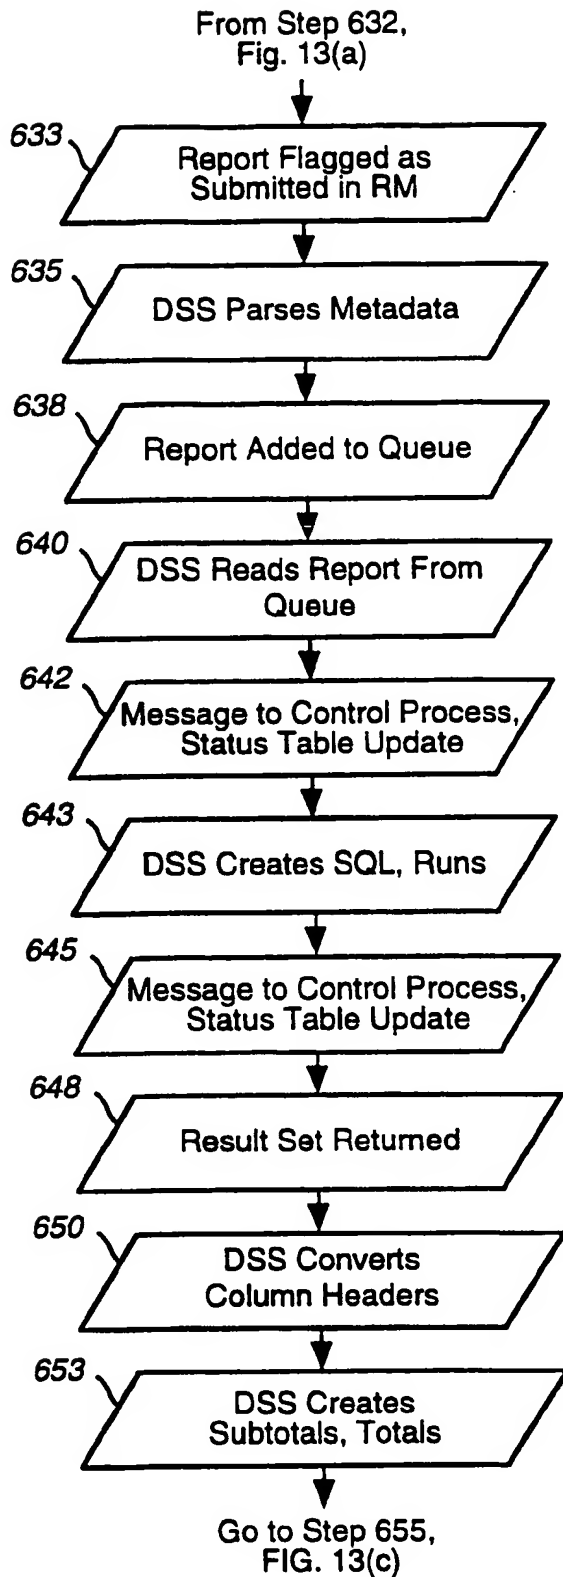 From Step 632,
Fig. 13(a)
633
Report Flagged as
Submitted in RM
635
DSS Parses Metadata
638
Report Added to Queue
640
DSS Reads Report From
Queue
642
Message to Control Process,
Status Table Update
643
DSS Creates SQL, Runs
645
Message to Control Process,
Status Table Update
648
Result Set Returned
650
DSS Converts
Column Headers
653
DSS Creates
Subtotals, Totals
Go to Step 655,
FIG. 13(c)